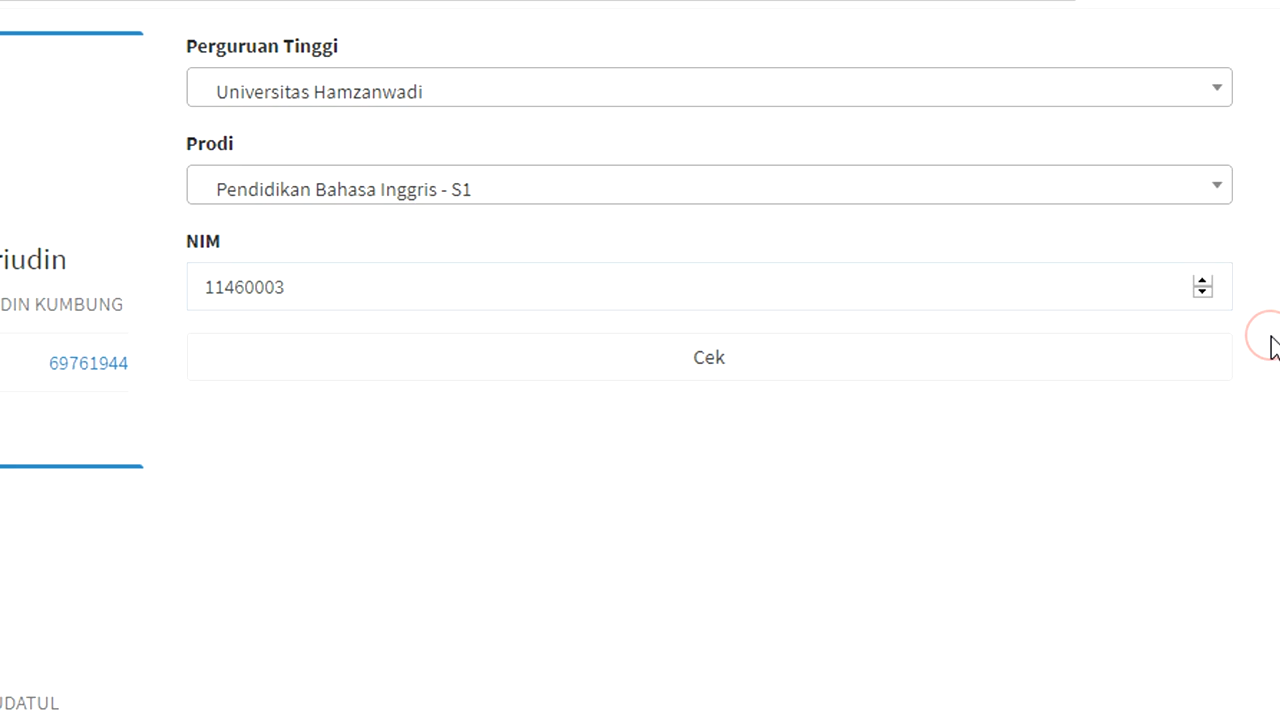 Perguruan Tinggi
Universitas Hamzanwadi
Prodi
Pendidikan Bahasa Inggris - S1
NIM
11460003
Cek
riudin
DIN KUMBUNG
69761944
UDATUL